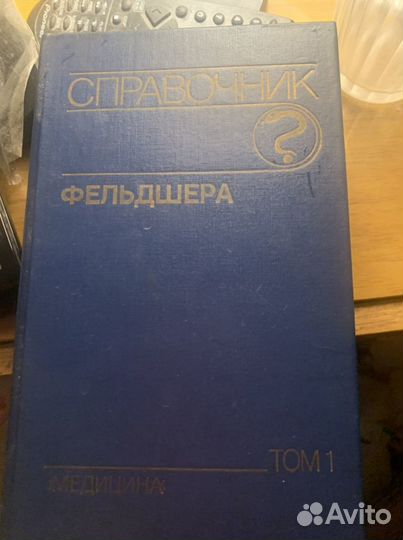 СПРАВОЧНИК
?
ФЕЛЬДШЕРА
ТОМ 1
«МЕДИЦИНА»
Avito